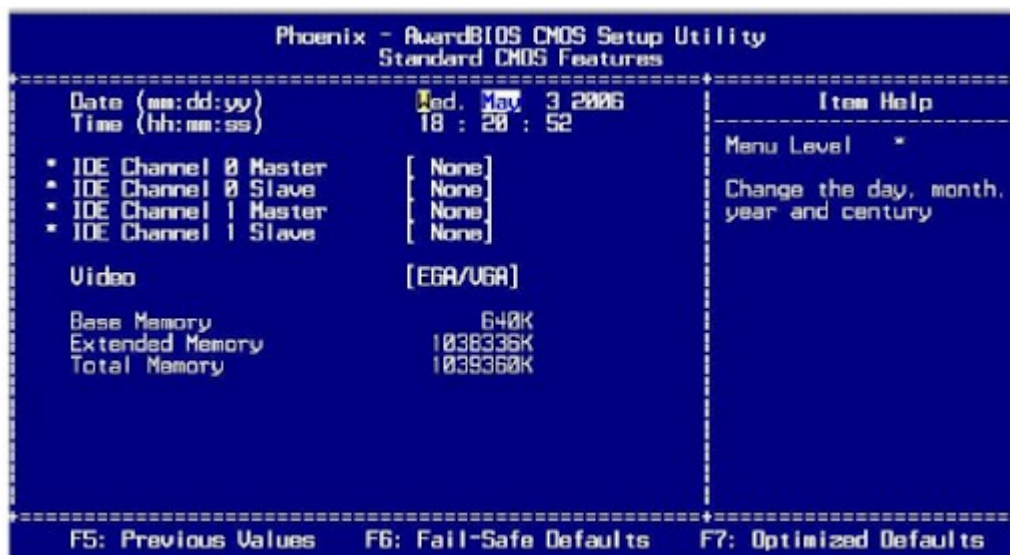 Phoenix - AwardBIOS CMOS Setup Utility
Standard CMOS Features
Date (mm:dd:yy) Wed. May 3 2006
Time (hh:mm:ss) 18 : 20 : 52
* IDE Channel 0 Master [ None]
* IDE Channel 0 Slave [ None]
* IDE Channel 1 Master [ None]
* IDE Channel 1 Slave [ None]
Video [EGA/VGA]
Base Memory 640K
Extended Memory 1038336K
Total Memory 1039360K
Item Help
Menu Level *
Change the day, month,
year and century
F5: Previous Values F6: Fail-Safe Defaults F7: Optimized Defaults